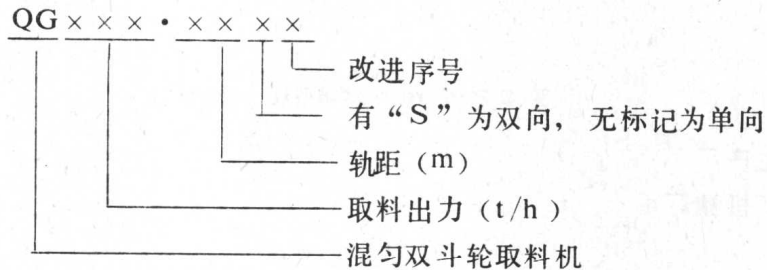 QG×××·××××
改进序号
有“S”为双向，无标记为单向
轨距（m）
取料出力（t/h）
混匀双斗轮取料机